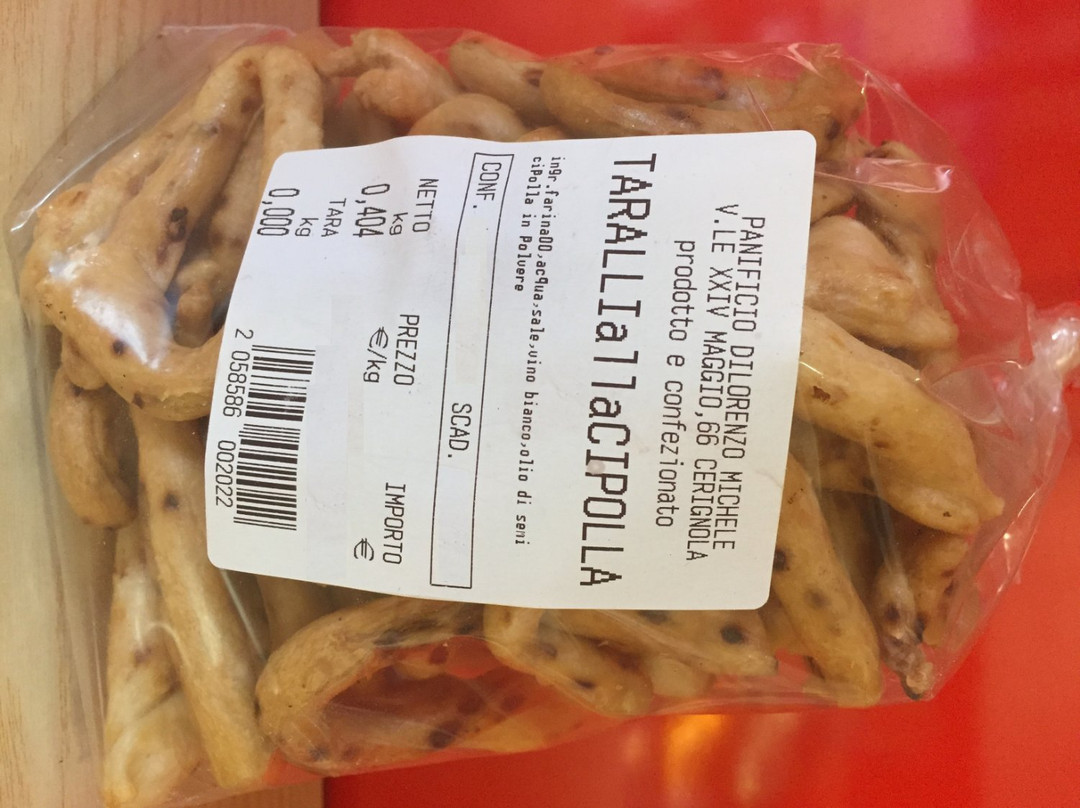 PANIFICIO DILORENZO MICHELE
V.LE XXIV MAGGIO,66 CERIGNOLA
prodotto e confezionato
TARALLIallaCIPOLLA
ingr.farina00,acqua,sale,vino bianco,olio di semi
ciPolla in Polvere
CONF. SCAD.
NETTO PREZZO IMPORTO
kg €/kg €
0,404
TARA
kg
0,000
2 058586 002022